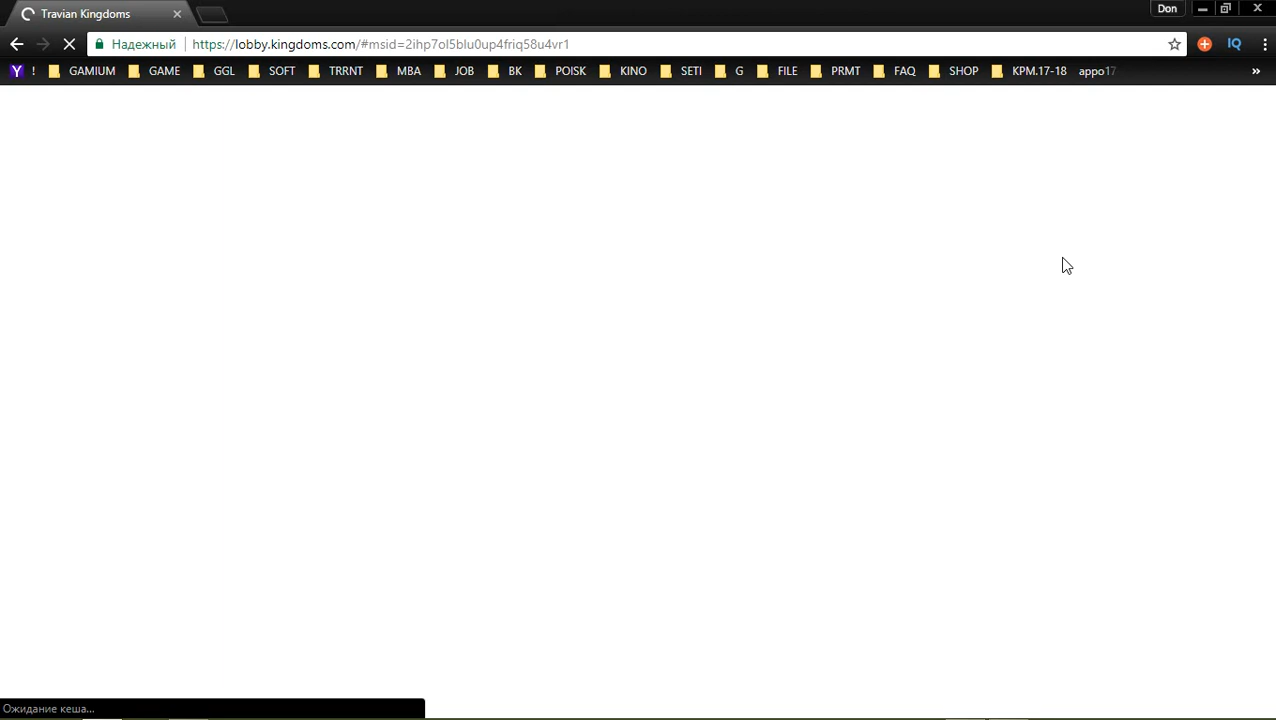 Travian Kingdoms
Don
Надежный https://lobby.kingdoms.com/#msid=2ihp7ol5blu0up4friq58u4vr1
IQ
Y ! GAMIUM GAME GGL SOFT TRRNT MBA JOB BK POISK KINO SETI G FILE PRMT FAQ SHOP KPM.17-18 appo17 »
Ожидание кеша...